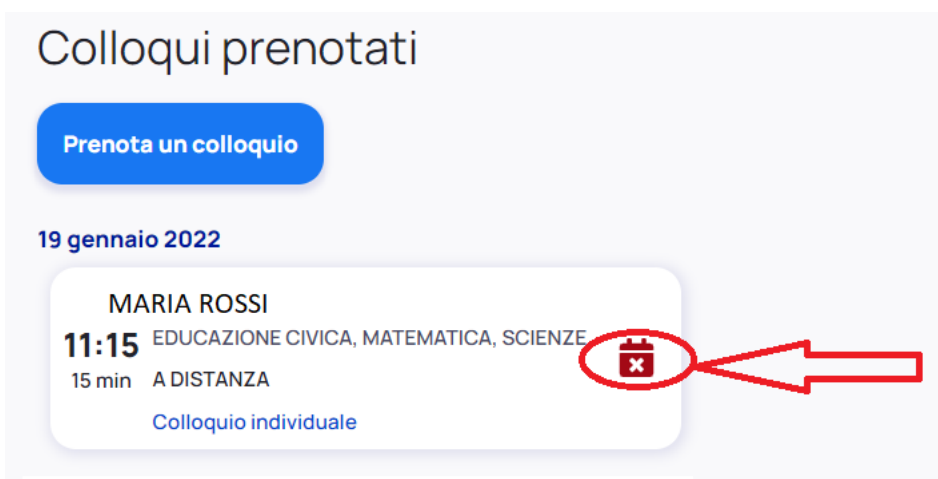 Colloqui prenotati
Prenota un colloquio
19 gennaio 2022
MARIA ROSSI
11:15 EDUCAZIONE CIVICA, MATEMATICA, SCIENZE
15 min A DISTANZA
Colloquio individuale